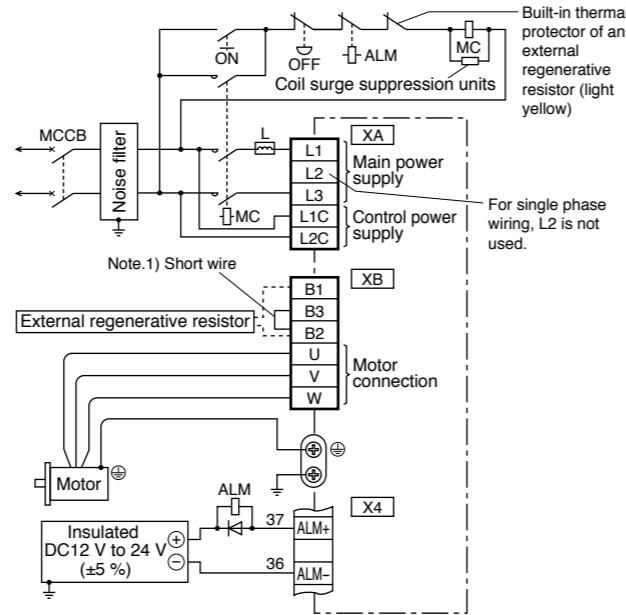 Built-in thermal
protector of an
external
regenerative
resistor (light
yellow)
ON
OFF
ALM
MC
Coil surge suppression units
MCCB
Noise filter
L
MC
XA
L1
L2
L3
L1C
L2C
Main power
supply
Control power
supply
For single phase
wiring, L2 is not
used.
Note.1) Short wire
External regenerative resistor
XB
B1
B3
B2
U
V
W
Motor
connection
Motor
ALM
X4
37
ALM+
36
ALM-
Insulated
DC12 V to 24 V
(±5 %)
+
−